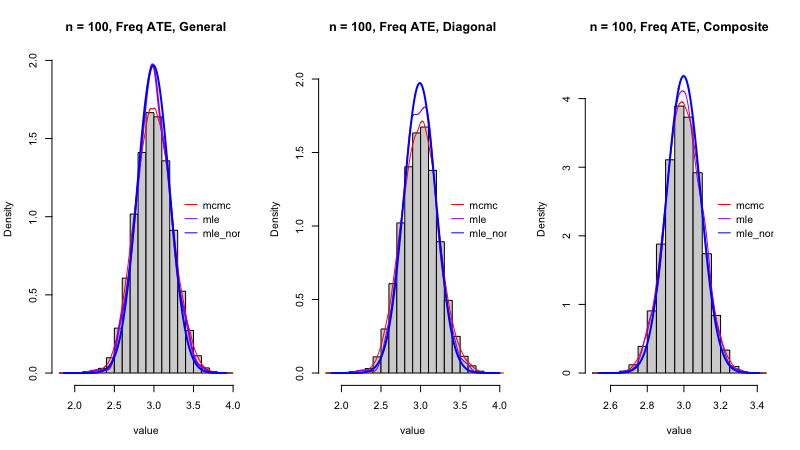 n = 100, Freq ATE, General
n = 100, Freq ATE, Diagonal
n = 100, Freq ATE, Composite
Density
0.0
0.5
1.0
1.5
2.0
mcmc
mle
mle_nor
2.0
2.5
3.0
3.5
4.0
value
Density
0.0
0.5
1.0
1.5
2.0
mcmc
mle
mle_nor
2.0
2.5
3.0
3.5
4.0
value
Density
0
1
2
3
4
mcmc
mle
mle_nor
2.6
2.8
3.0
3.2
3.4
value